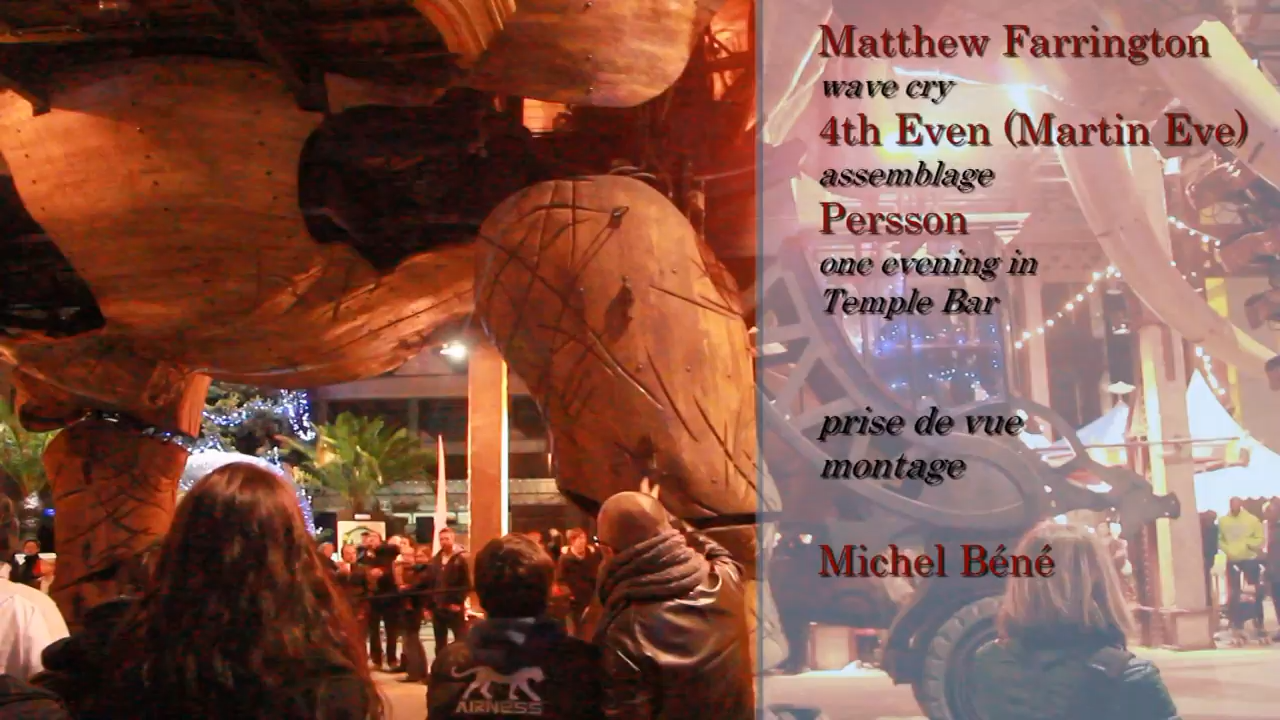 Matthew Farrington
wave cry
4th Even (Martin Eve)
assemblage
Persson
one evening in
Temple Bar
prise de vue
montage
Michel Béné
AIRNESS